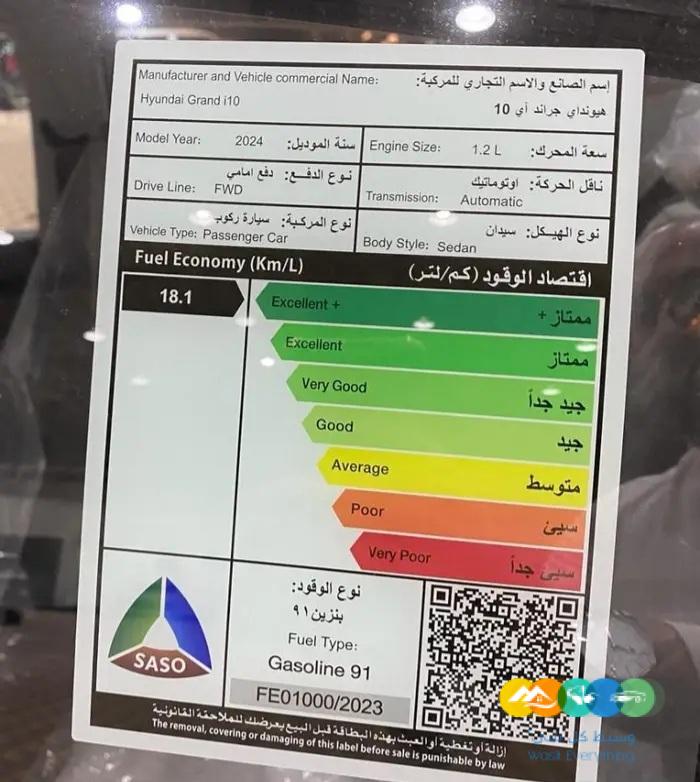 Manufacturer and Vehicle commercial Name: إسم الصانع والاسم التجاري للمركبة:
Hyundai Grand i10 هيونداي جراند أي 10
Model Year: 2024 سنة الموديل:
Engine Size: 1.2 L سعة المحرك:
نوع الدفع: دفع امامي
Drive Line: FWD
ناقل الحركة: اوتوماتيك
Transmission: Automatic
نوع المركبة: سيارة ركوب
Vehicle Type: Passenger Car
نوع الهيكل: سيدان
Body Style: Sedan
Fuel Economy (Km/L) اقتصاد الوقود (كم/لتر)
18.1
Excellent + ممتاز +
Excellent ممتاز
Very Good جيد جداً
Good جيد
Average متوسط
Poor سيئ
Very Poor سيئ جداً
SASO
نوع الوقود:
بنزين ٩١
Fuel Type:
Gasoline 91
FE01000/2023
إزالة أو تغطية أو العبث بهذه البطاقة قبل البيع يعرضك للملاحقة القانونية
The removal, covering or damaging of this label before sale is punishable by law
وسيط كل شيء
Wasit Everything